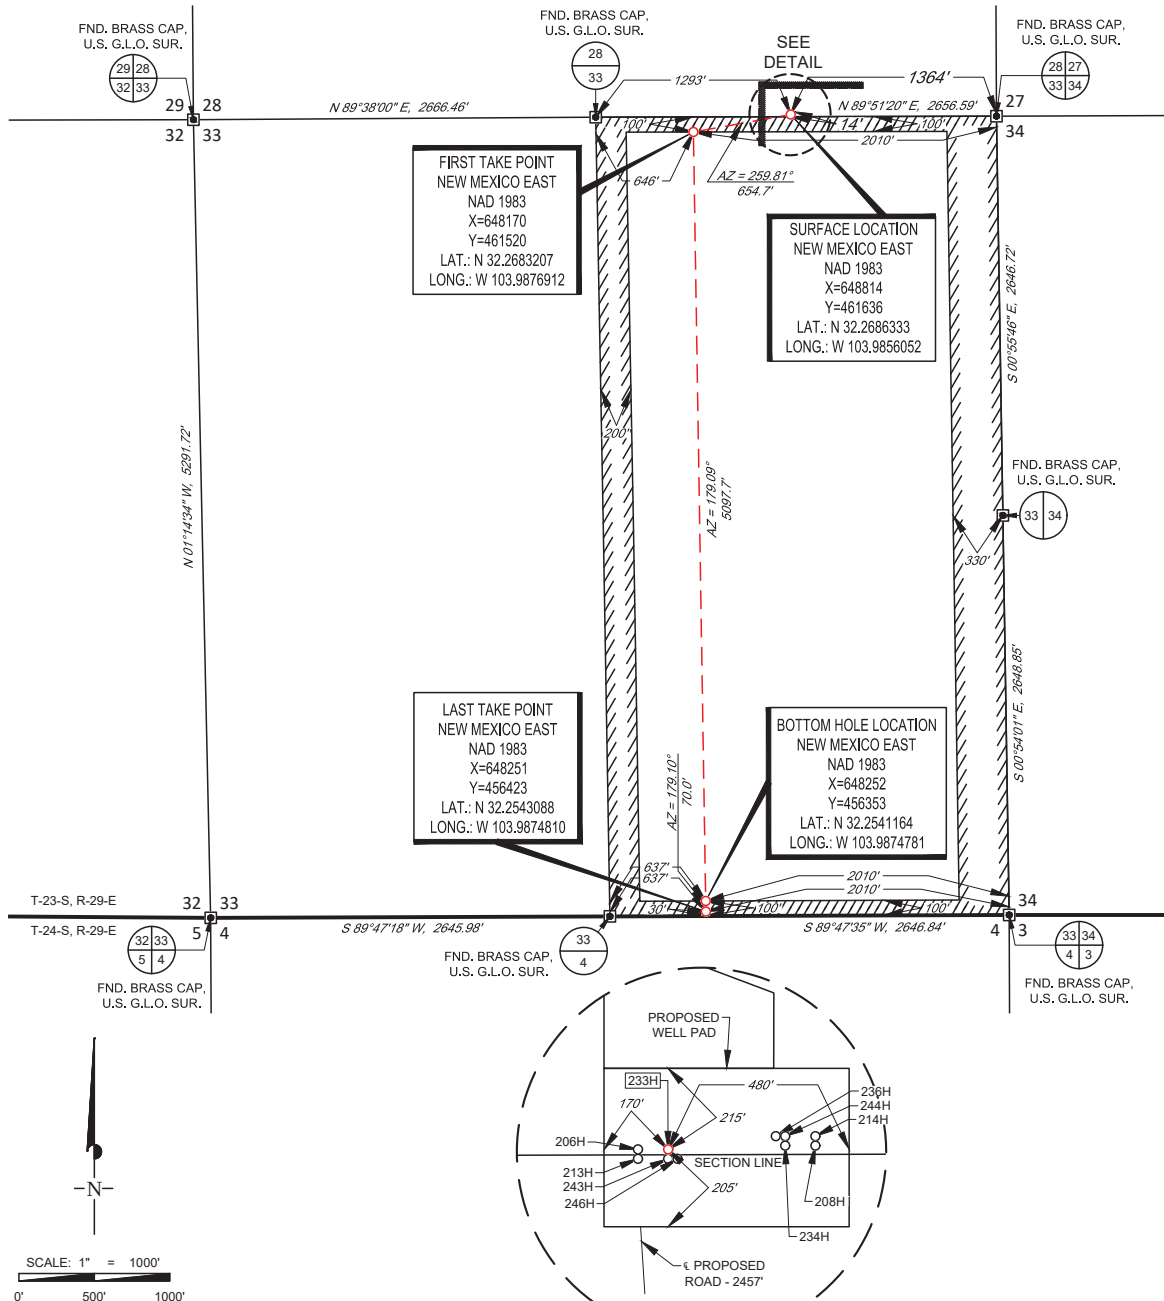 FND. BRASS CAP,
U.S. G.L.O. SUR.
29 28
32 33
FND. BRASS CAP,
U.S. G.L.O. SUR.
28
33
SEE
DETAIL
FND. BRASS CAP,
U.S. G.L.O. SUR.
28 27
33 34
29 28
32 33
N 89°38'00" E, 2666.46'
1293'
1364'
N 89°51'20" E, 2656.59'
27
34
100'
14'
100'
2010'
646'
AZ = 259.81°
654.7'
FIRST TAKE POINT
NEW MEXICO EAST
NAD 1983
X=648170
Y=461520
LAT.: N 32.2683207
LONG.: W 103.9876912
SURFACE LOCATION
NEW MEXICO EAST
NAD 1983
X=648814
Y=461636
LAT.: N 32.2686333
LONG.: W 103.9856052
S 00°55'46" E, 2646.72'
N 01°14'34" W, 5291.72'
200'
AZ = 179.09°
5097.7'
FND. BRASS CAP,
U.S. G.L.O. SUR.
33 34
330'
S 00°54'01" E, 2648.85'
LAST TAKE POINT
NEW MEXICO EAST
NAD 1983
X=648251
Y=456423
LAT.: N 32.2543088
LONG.: W 103.9874810
AZ = 179.10°
70.0'
BOTTOM HOLE LOCATION
NEW MEXICO EAST
NAD 1983
X=648252
Y=456353
LAT.: N 32.2541164
LONG.: W 103.9874781
637'
637'
2010'
2010'
30'
100'
100'
T-23-S, R-29-E
T-24-S, R-29-E
32 33
5 4
S 89°47'18" W, 2645.98'
S 89°47'35" W, 2646.84'
34
4 3
32 33
5 4
FND. BRASS CAP,
U.S. G.L.O. SUR.
FND. BRASS CAP,
U.S. G.L.O. SUR.
33
4
33 34
4 3
FND. BRASS CAP,
U.S. G.L.O. SUR.
PROPOSED
WELL PAD
233H
480'
170'
215'
236H
244H
214H
206H
SECTION LINE
213H
243H
246H
205'
208H
234H
℄ PROPOSED
ROAD - 2457'
-N-
SCALE: 1" = 1000'
0' 500' 1000'